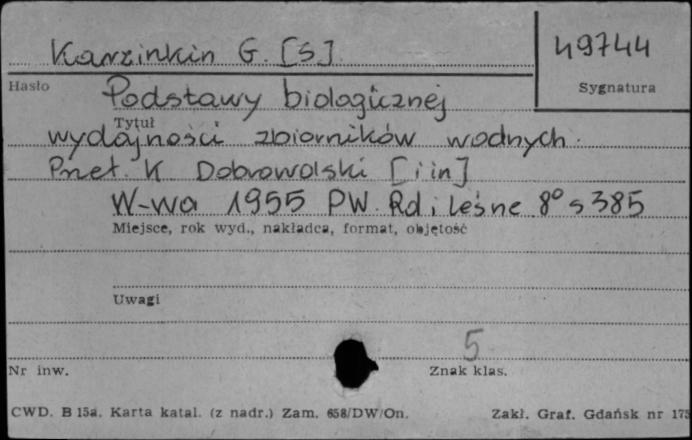 Karzinkin G. [S]
49744
Hasło
Sygnatura
Podstawy biologicznej
Tytuł
wydajności zbiorników wodnych.
Przeł. K Dobrowolski [i in]
W-wa 1955 PW. Rol i Leśne 8° s 385
Miejsce, rok wyd., nakładca, format, objętość
Uwagi
5
Nr inw.
Znak klas.
CWD. B 15a. Karta katal. (z nadr.) Zam. 658/DW/On.
Zakł. Graf. Gdańsk nr 175